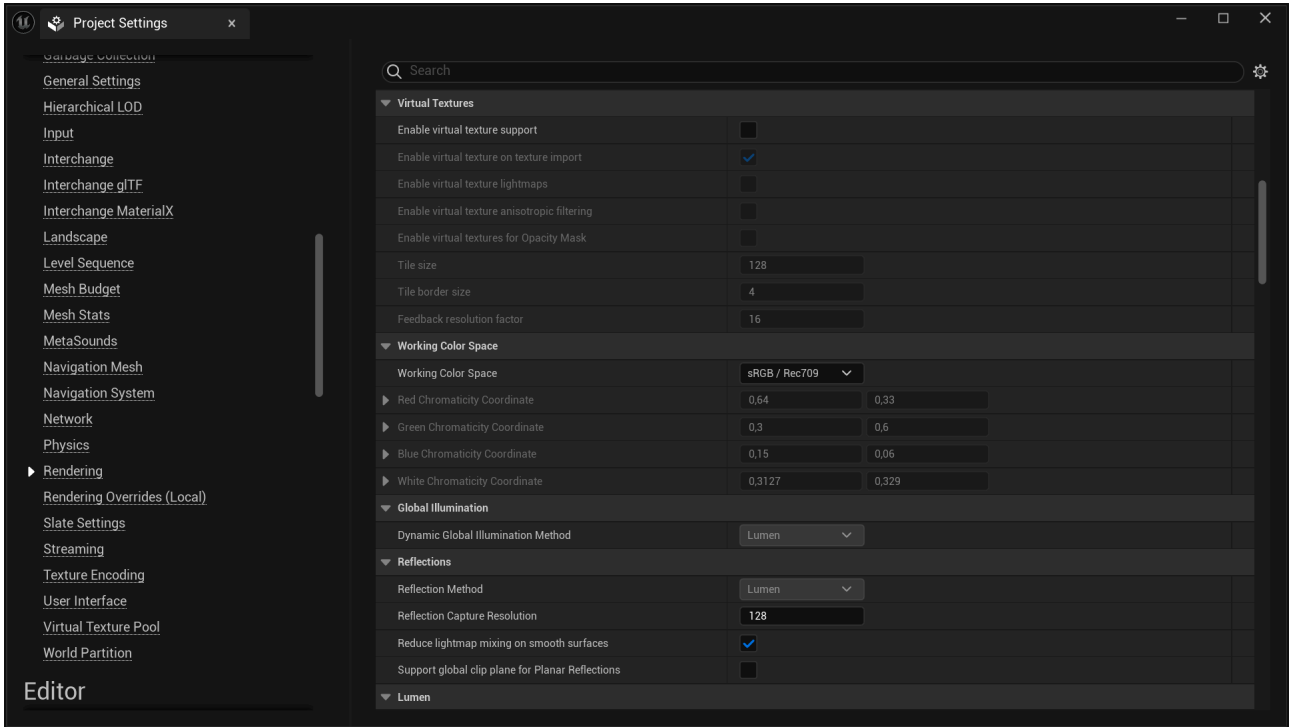 Project Settings
Garbage Collection
General Settings
Hierarchical LOD
Input
Interchange
Interchange glTF
Interchange MaterialX
Landscape
Level Sequence
Mesh Budget
Mesh Stats
MetaSounds
Navigation Mesh
Navigation System
Network
Physics
Rendering
Rendering Overrides (Local)
Slate Settings
Streaming
Texture Encoding
User Interface
Virtual Texture Pool
World Partition
Editor
Search
Virtual Textures
Enable virtual texture support
Enable virtual texture on texture import
Enable virtual texture lightmaps
Enable virtual texture anisotropic filtering
Enable virtual textures for Opacity Mask
Tile size 128
Tile border size 4
Feedback resolution factor 16
Working Color Space
Working Color Space sRGB / Rec709
Red Chromaticity Coordinate 0,64 0,33
Green Chromaticity Coordinate 0,3 0,6
Blue Chromaticity Coordinate 0,15 0,06
White Chromaticity Coordinate 0,3127 0,329
Global Illumination
Dynamic Global Illumination Method Lumen
Reflections
Reflection Method Lumen
Reflection Capture Resolution 128
Reduce lightmap mixing on smooth surfaces
Support global clip plane for Planar Reflections
Lumen